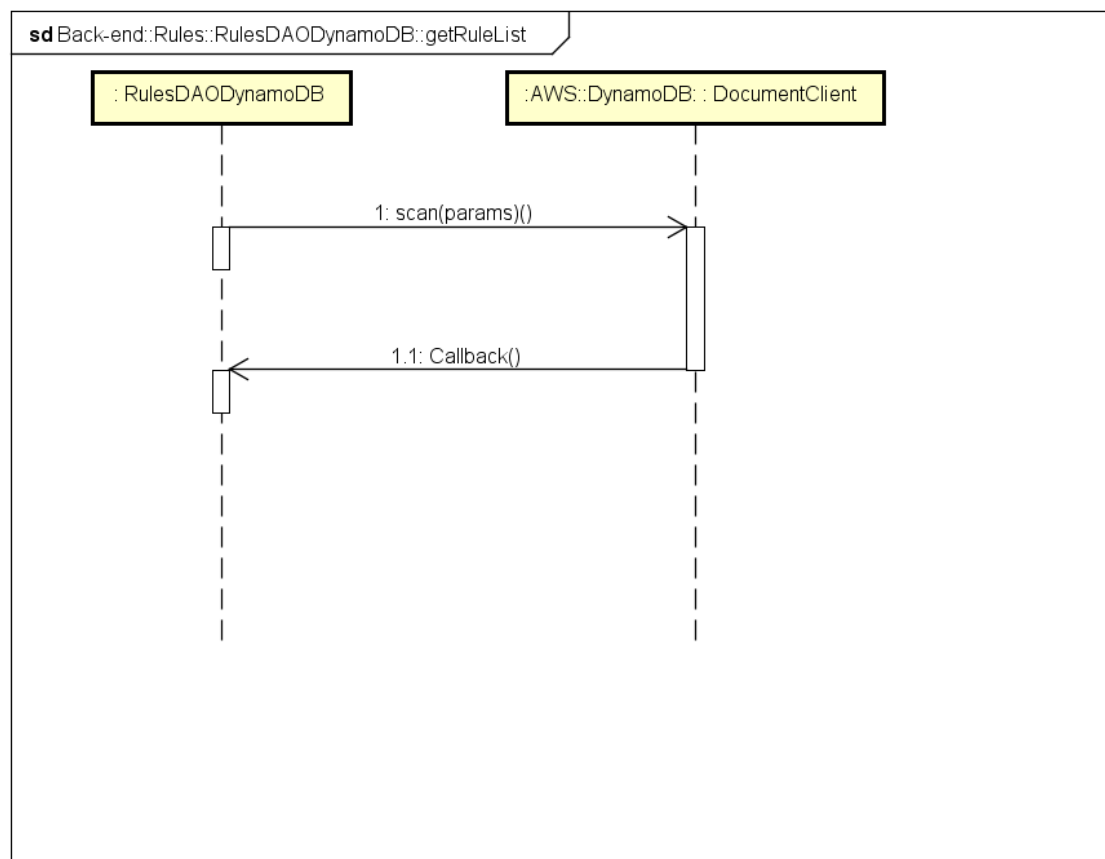 sd Back-end::Rules::RulesDAODynamoDB::getRuleList
: RulesDAODynamoDB
:AWS::DynamoDB: : DocumentClient
1: scan(params)()
1.1: Callback()